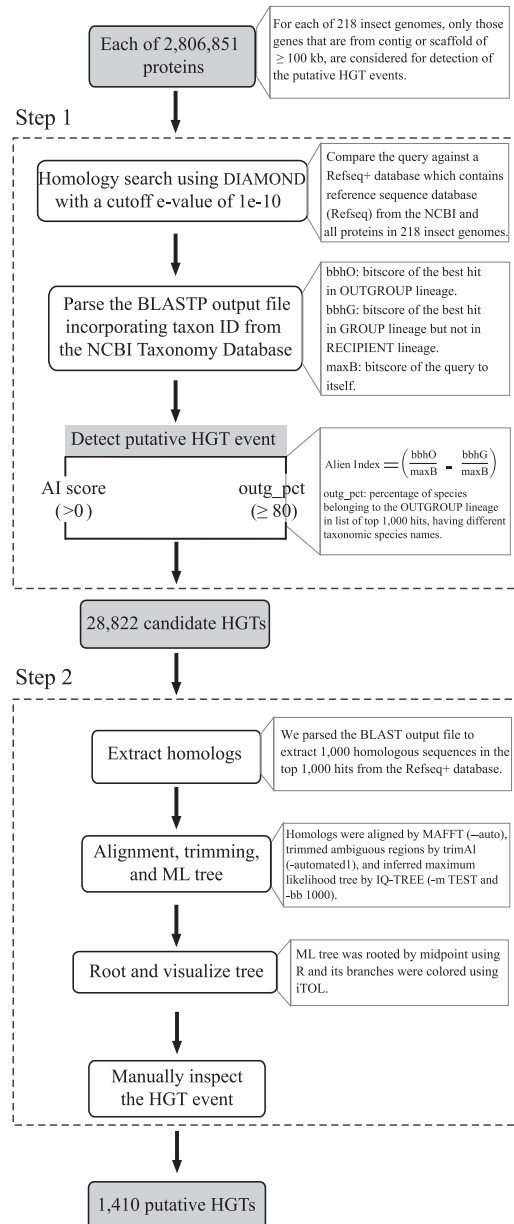 Each of 2,806,851
proteins
For each of 218 insect genomes, only those
genes that are from contig or scaffold of
≥ 100 kb, are considered for detection
of the putative HGT events.
Step 1
Homology search using DIAMOND
with a cutoff e-value of 1e-10
Compare the query against a
Refseq+ database which contains
reference sequence database
(Refseq) from the NCBI and
all proteins in 218 insect genomes.
Parse the BLASTP output file
incorporating taxon ID from
the NCBI Taxonomy Database
bbhO: bitscore of the best hit
in OUTGROUP lineage.
bbhG: bitscore of the best hit
in GROUP lineage but not in
RECIPIENT lineage.
maxB: bitscore of the query to
itself.
Detect putative HGT event
AI score
(>0)
outg_pct
(≥ 80)
Alien Index = (bbhO/maxB - bbhG/maxB)
outg_pct: percentage of species
belonging to the OUTGROUP lineage
in list of top 1,000 hits, having different
taxonomic species names.
28,822 candidate HGTs
Step 2
Extract homologs
We parsed the BLAST output file to
extract 1,000 homologous sequences in the
top 1,000 hits from the Refseq+ database.
Alignment, trimming,
and ML tree
Homologs were aligned by MAFFT (--auto),
trimmed ambiguous regions by trimAl
(-automated1), and inferred maximum
likelihood tree by IQ-TREE (-m TEST and
-bb 1000).
Root and visualize tree
ML tree was rooted by midpoint using
R and its branches were colored using
iTOL.
Manually inspect
the HGT event
1,410 putative HGTs